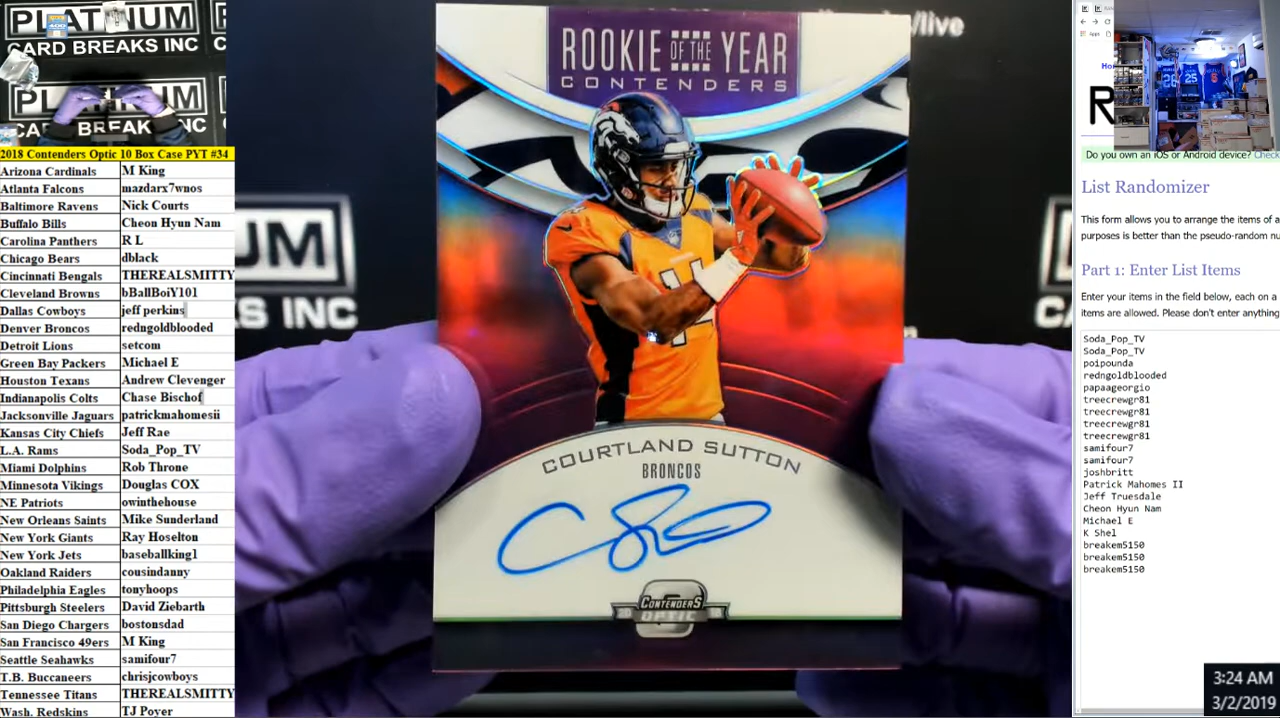 PLATINUM
CARD BREAKS INC
PLATINUM
CARD BREAK INC
2018 Contenders Optic 10 Box Case PYT #34
Arizona Cardinals M King
Atlanta Falcons mazdarx7wnos
Baltimore Ravens Nick Courts
Buffalo Bills Cheon Hyun Nam
Carolina Panthers R L
Chicago Bears dblack
Cincinnati Bengals THEREALSMITTY
Cleveland Browns bBallBoiY101
Dallas Cowboys jeff perkins
Denver Broncos redngoldblooded
Detroit Lions setcom
Green Bay Packers Michael E
Houston Texans Andrew Clevenger
Indianapolis Colts Chase Bischof
Jacksonville Jaguars patrickmahomesii
Kansas City Chiefs Jeff Rae
L.A. Rams Soda_Pop_TV
Miami Dolphins Rob Throne
Minnesota Vikings Douglas COX
NE Patriots owinthehouse
New Orleans Saints Mike Sunderland
New York Giants Ray Hoselton
New York Jets baseballking1
Oakland Raiders cousindanny
Philadelphia Eagles tonyhoops
Pittsburgh Steelers David Ziebarth
San Diego Chargers bostonsdad
San Francisco 49ers M King
Seattle Seahawks samifour7
T.B. Buccaneers chrisjcowboys
Tennessee Titans THEREALSMITTY
Wash. Redskins TJ Poyer
/live
UM
KS INC
CAR
ROOKIE OF THE YEAR
CONTENDERS
14
COURTLAND SUTTON
BRONCOS
CONTENDERS
OPTIC
Apps
Ho
R
25
Do you own an iOS or Android device? Check
List Randomizer
This form allows you to arrange the items of a
purposes is better than the pseudo-random nu
Part 1: Enter List Items
Enter your items in the field below, each on a
items are allowed. Please don't enter anything
Soda_Pop_TV
Soda_Pop_TV
poipounda
redngoldblooded
papaageorgio
treecrewgr81
treecrewgr81
treecrewgr81
treecrewgr81
samifour7
samifour7
joshbritt
Patrick Mahomes II
Jeff Truesdale
Cheon Hyun Nam
Michael E
K Shel
breakem5150
breakem5150
breakem5150
3:24 AM
3/2/2019